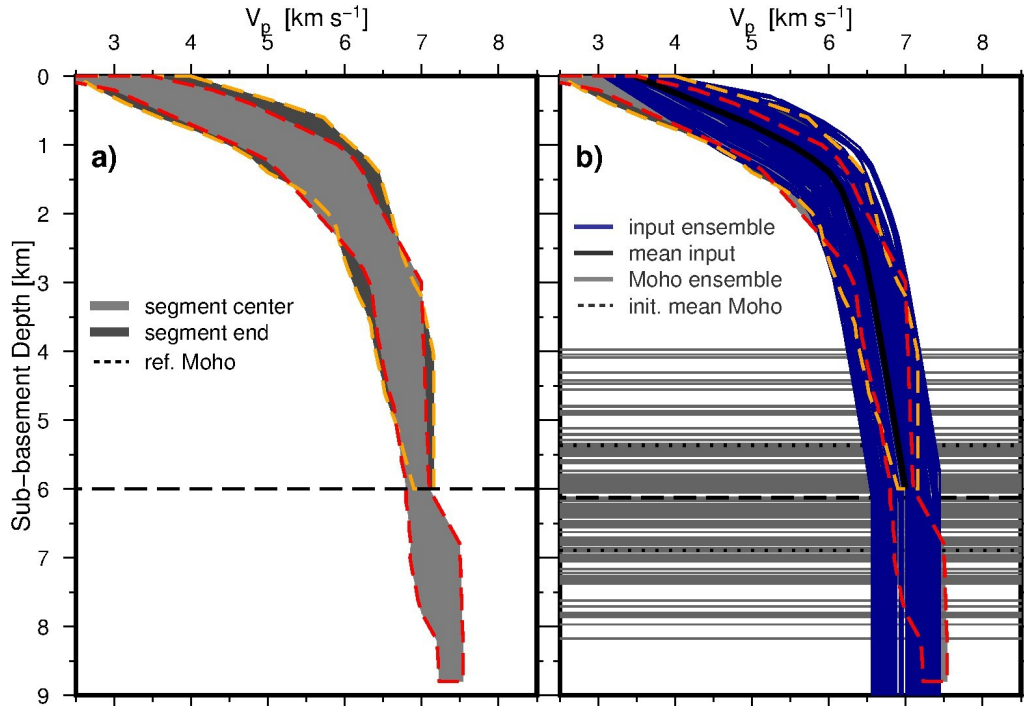 Vp [km s⁻¹]
Vp [km s⁻¹]
3 4 5 6 7 8
3 4 5 6 7 8
Sub-basement Depth [km]
0
1
2
3
4
5
6
7
8
9
a)
segment center
segment end
ref. Moho
b)
input ensemble
mean input
Moho ensemble
init. mean Moho